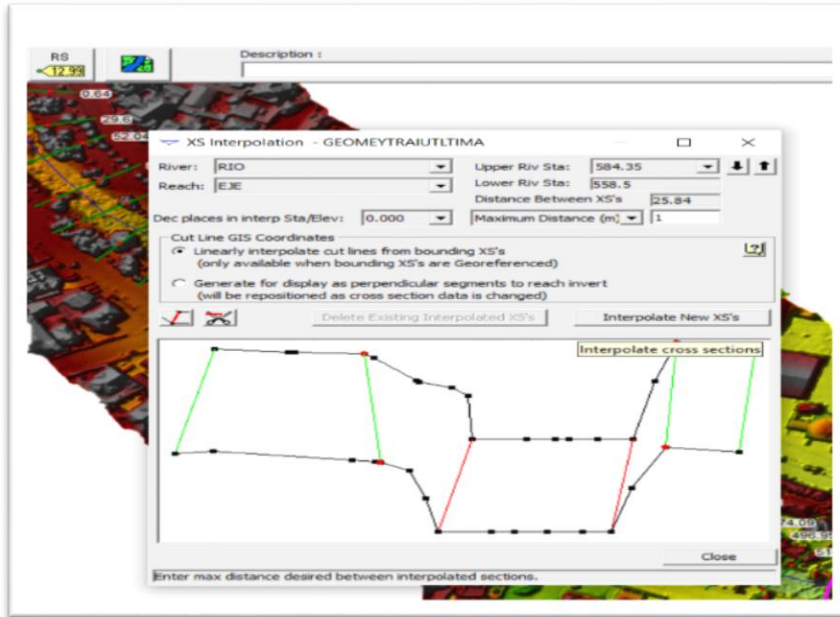 RS
12.99
Description :
0.64
29.6
52.04
XS Interpolation - GEOMEYTRAIUTLTIMA
River: RIO Upper Riv Sta: 584.35
Reach: EJE Lower Riv Sta: 558.5
Distance Between XS's 25.84
Dec places in interp Sta/Elev: 0.000 Maximum Distance (m) 1
Cut Line GIS Coordinates
Linearly interpolate cut lines from bounding XS's
(only available when bounding XS's are Georeferenced)
Generate for display as perpendicular segments to reach invert
(will be repositioned as cross section data is changed)
Delete Existing Interpolated XS's Interpolate New XS's
Interpolate cross sections
74.09
Close
Enter max distance desired between interpoltated sections.